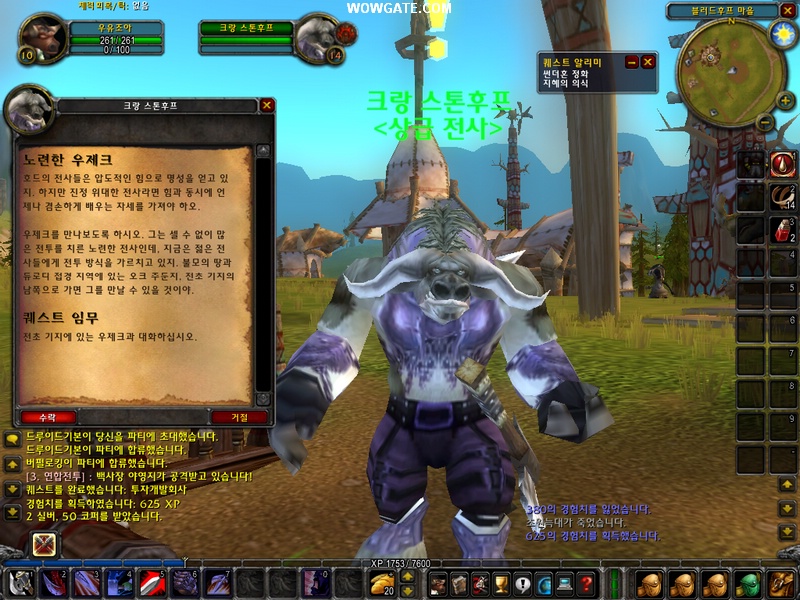 WOWGATE.COM
세력회복/턱: 없음
우유조아
261/261
0/100
10
크랑 스톤후프
14
블러드후프 마을
N
퀘스트 알리미
썬더혼 정화
지혜의 의식
크랑 스톤후프
<상급 전사>
크랑 스톤후프
노련한 우제크
호드의 전사들은 압도적인 힘으로 명성을 얻고 있
지. 하지만 진정 위대한 전사라면 힘과 동시에 언
제나 겸손하게 배우는 자세를 가져야 하오.
우제크를 만나보도록 하시오. 그는 셀 수 없이 많
은 전투를 치른 노련한 전사인데, 지금은 젊은 전
사들에게 전투 방식을 가르치고 있지. 불모의 땅과
듀로타 접경 지역에 있는 오크 주둔지, 전초 기지의
남쪽으로 가면 그를 만날 수 있을 것이야.
퀘스트 임무
전초 기지에 있는 우제크과 대화하십시오.
수락
거절
드루이드기본이 당신을 파티에 초대했습니다.
드루이드기본이 파티에 합류했습니다.
버펄로킹이 파티에 합류했습니다.
[3. 연합전투] : 백사장 야영지가 공격받고 있습니다!
퀘스트를 완료했습니다: 투자개발회사
경험치를 획득하였습니다: 625 XP
2 실버, 50 코퍼를 받았습니다.
380의 경험치를 잃었습니다.
죽었습니다.
625의 경험치를 획득했습니다.
XP 1753/7600
20